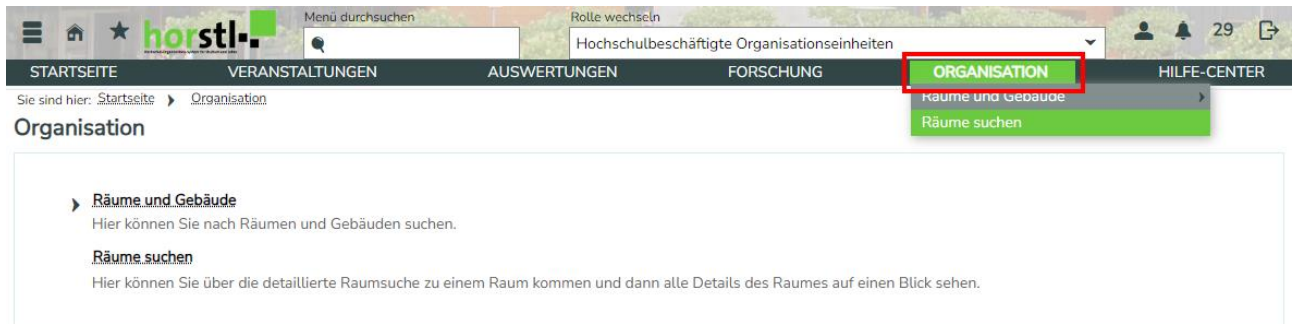 Menü durchsuchen
Rolle wechseln
horstl
Hochschulbeschäftigte Organisationseinheiten
29
STARTSEITE VERANSTALTUNGEN AUSWERTUNGEN FORSCHUNG ORGANISATION HILFE-CENTER
Sie sind hier: Startseite Organisation
Räume und Gebäude
Räume suchen
Organisation
Räume und Gebäude
Hier können Sie nach Räumen und Gebäuden suchen.
Räume suchen
Hier können Sie über die detaillierte Raumsuche zu einem Raum kommen und dann alle Details des Raumes auf einen Blick sehen.